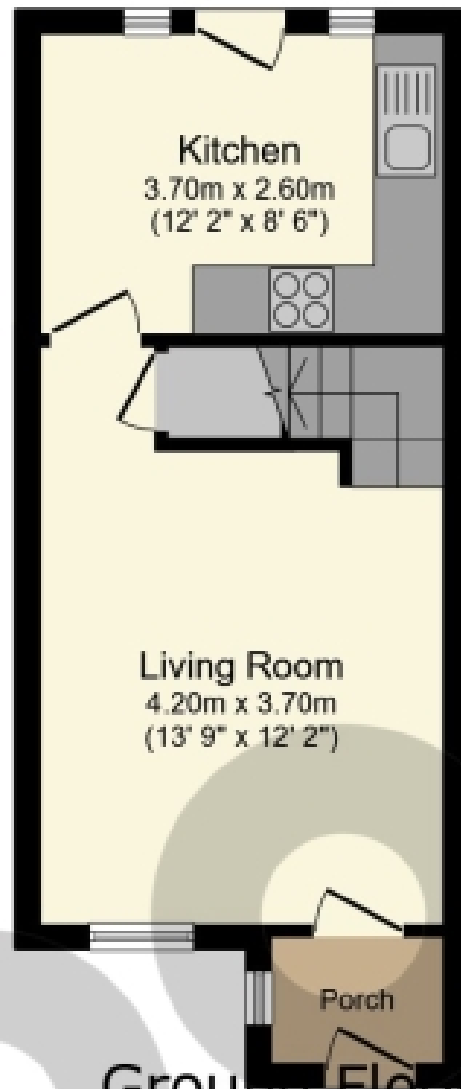 Kitchen
3.70m x 2.60m
(12' 2" x 8' 6")
Living Room
4.20m x 3.70m
(13' 9" x 12' 2")
Porch